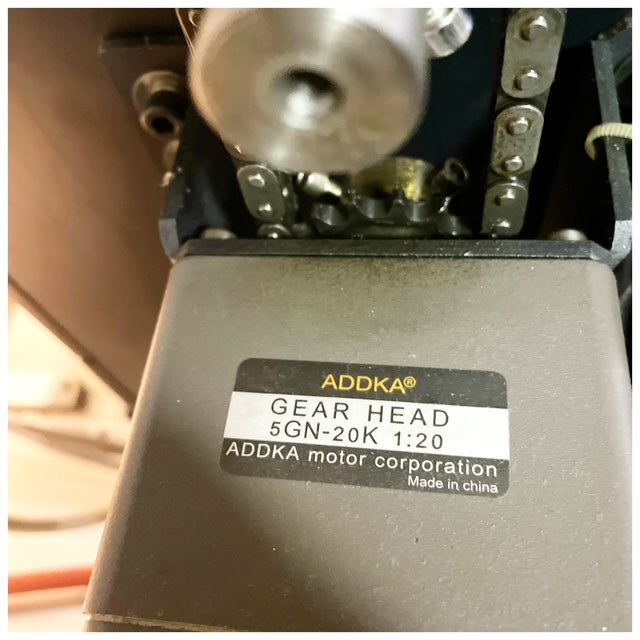 ADDKA®
GEAR HEAD
5GN-20K 1:20
ADDKA motor corporation
Made in china